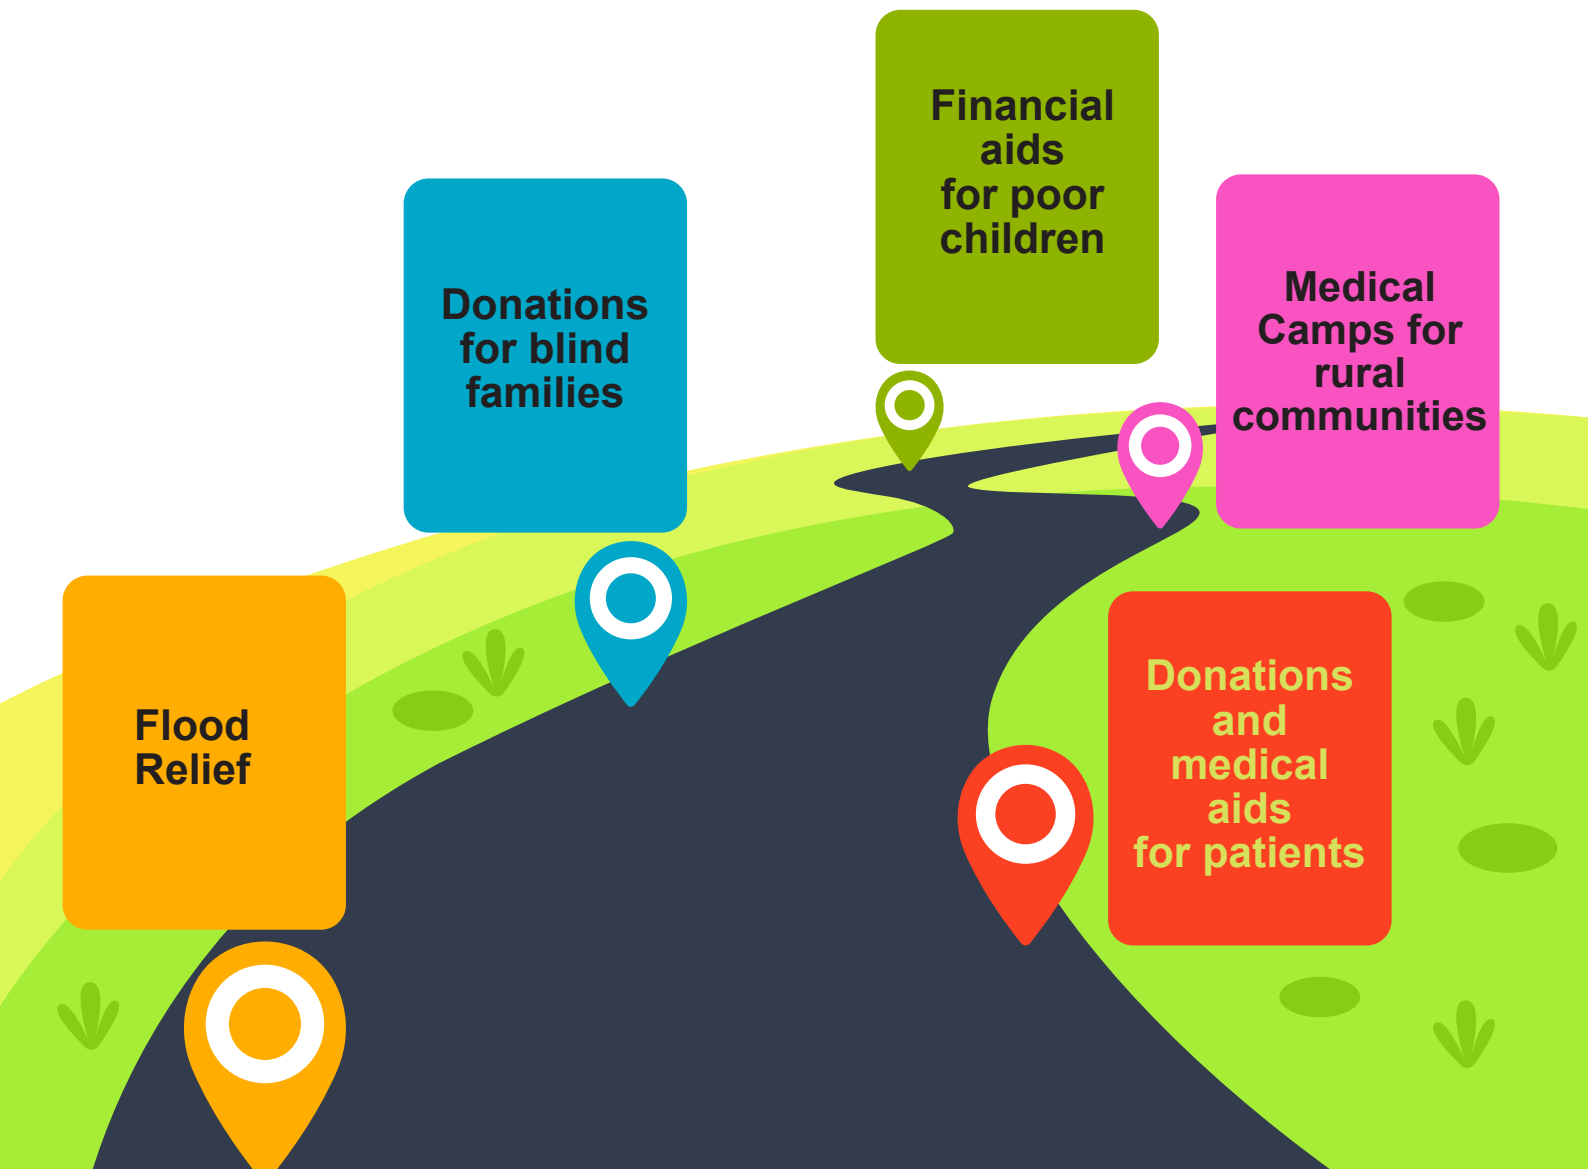 Financial
aids
for poor
children
Donations
for blind
families
Medical
Camps for
rural
communities
Flood
Relief
Donations
and
medical
aids
for patients